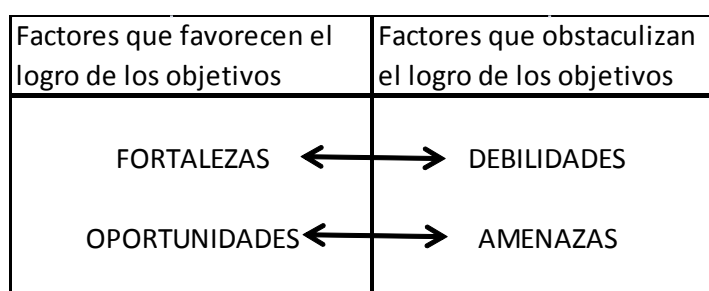 Factores que favorecen el
logro de los objetivos
Factores que obstaculizan
el logro de los objetivos
FORTALEZAS
DEBILIDADES
OPORTUNIDADES
AMENAZAS